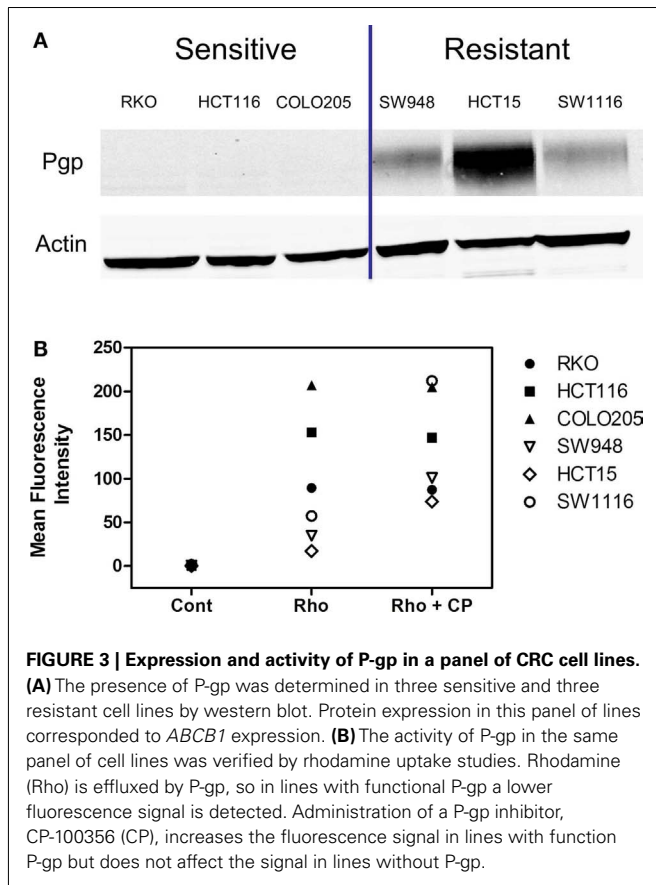 A
Sensitive Resistant
RKO HCT116 COLO205 SW948 HCT15 SW1116
Pgp
Actin
B
Mean Fluorescence
Intensity
250
200
150
100
50
0
Cont Rho Rho + CP
RKO
HCT116
COLO205
SW948
HCT15
SW1116
FIGURE 3 | Expression and activity of P-gp in a panel of CRC cell lines.
(A) The presence of P-gp was determined in three sensitive and three
resistant cell lines by western blot. Protein expression in this panel of lines
corresponded to ABCB1 expression. (B) The activity of P-gp in the same
panel of cell lines was verified by rhodamine uptake studies. Rhodamine
(Rho) is effluxed by P-gp, so in lines with functional P-gp a lower
fluorescence signal is detected. Administration of a P-gp inhibitor,
CP-100356 (CP), increases the fluorescence signal in lines with function
P-gp but does not affect the signal in lines without P-gp.